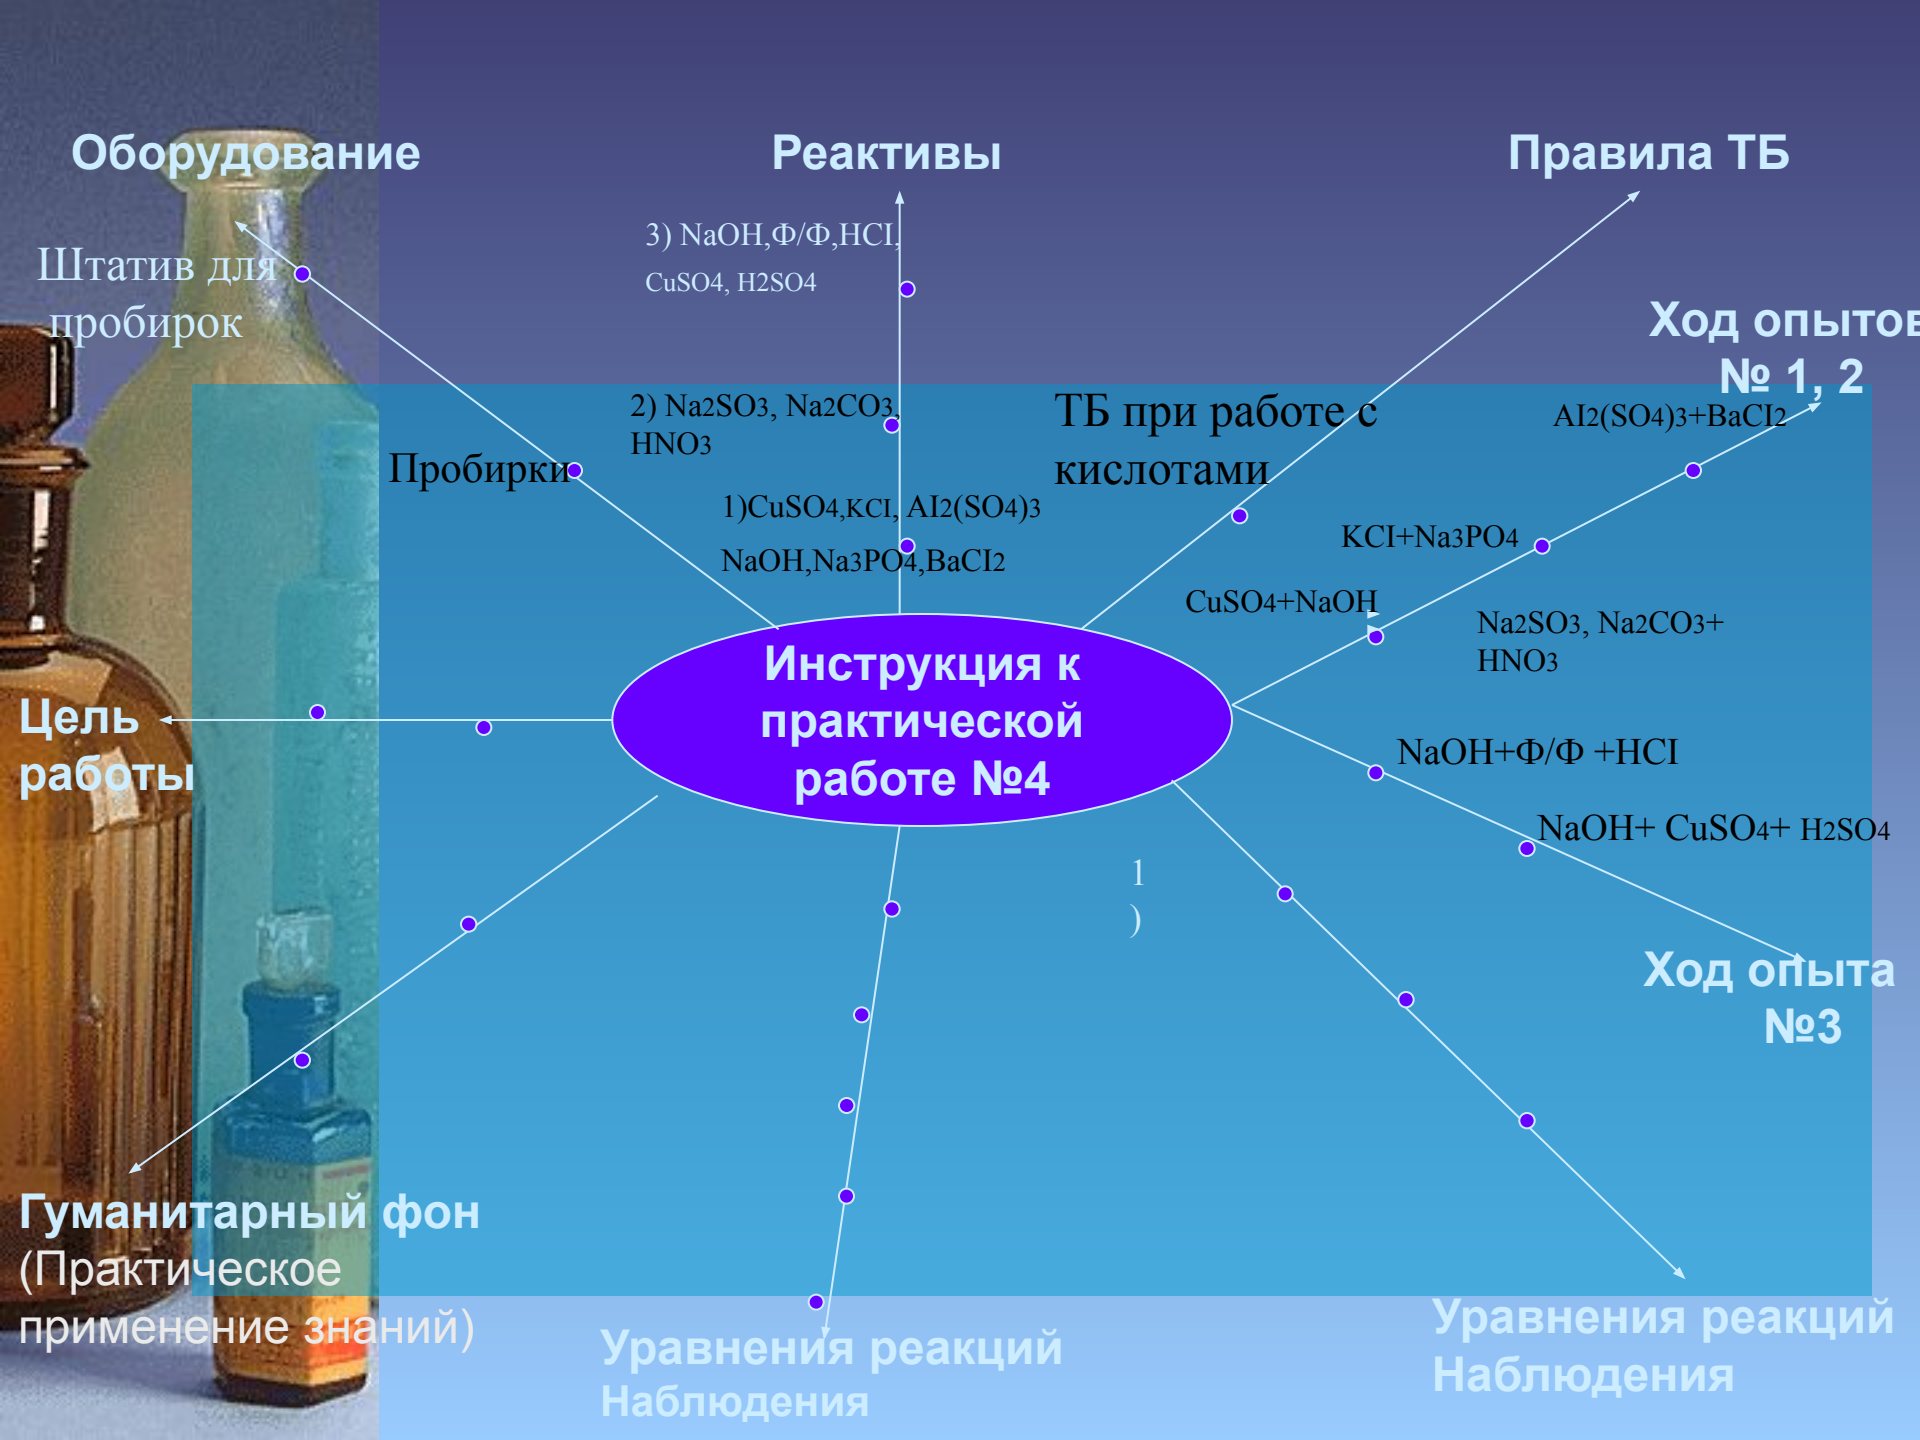 Оборудование
Реактивы
Правила ТБ
3) NaOH,Ф/Ф,HCI,
CuSO4, H2SO4
Штатив для
пробирок
Ход опытов
№ 1, 2
2) Na2SO3, Na2CO3,
HNO3
ТБ при работе с
кислотами
AI2(SO4)3+BaCI2
Пробирки
1)CuSO4,KCI, AI2(SO4)3
NaOH,Na3PO4,BaCI2
KCI+Na3PO4
CuSO4+NaOH
Na2SO3, Na2CO3+
HNO3
Инструкция к
практической
работе №4
Цель
работы
NaOH+Ф/Ф +HCI
NaOH+ CuSO4+ H2SO4
1
)
Ход опыта
№3
Гуманитарный фон
(Практическое
применение знаний)
Уравнения реакций
Наблюдения
Уравнения реакций
Наблюдения